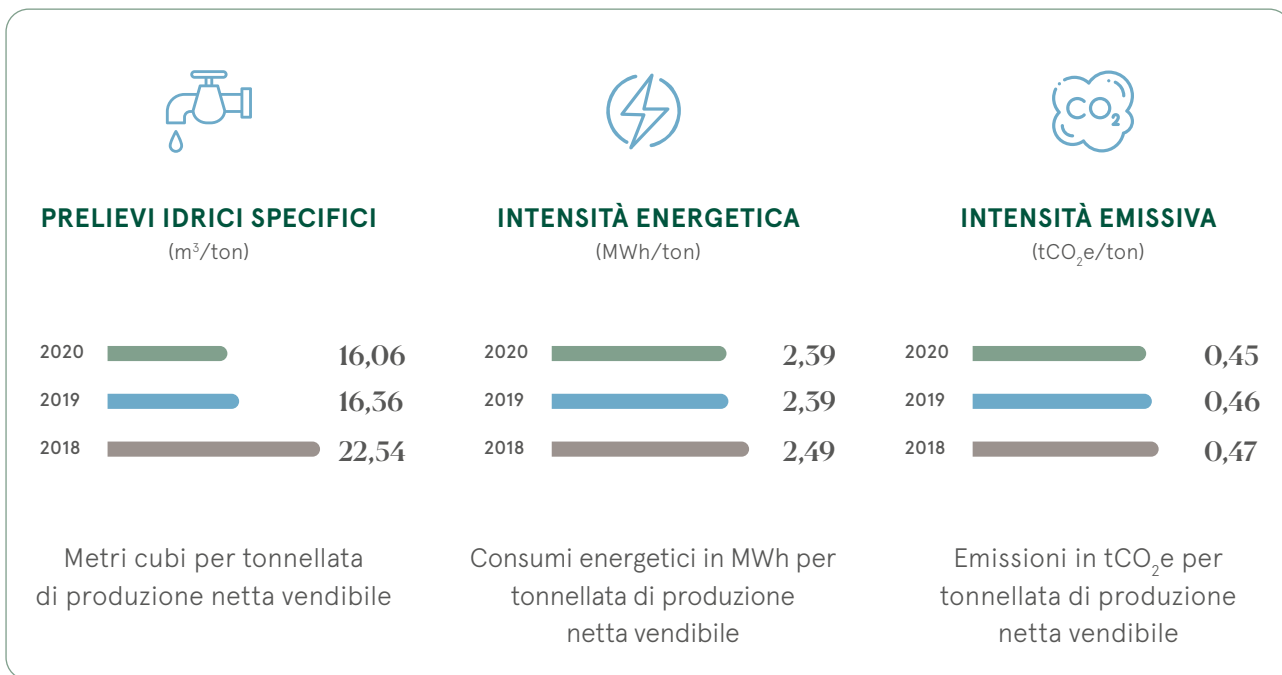 CO2
PRELIEVI IDRICI SPECIFICI
(m³/ton)
2020 16,06
2019 16,36
2018 22,54
Metri cubi per tonnellata
di produzione netta vendibile
INTENSITÀ ENERGETICA
(MWh/ton)
2020 2,39
2019 2,39
2018 2,49
Consumi energetici in MWh per
tonnellata di produzione
netta vendibile
INTENSITÀ EMISSIVA
(tCO₂e/ton)
2020 0,45
2019 0,46
2018 0,47
Emissioni in tCO₂e per
tonnellata di produzione
netta vendibile